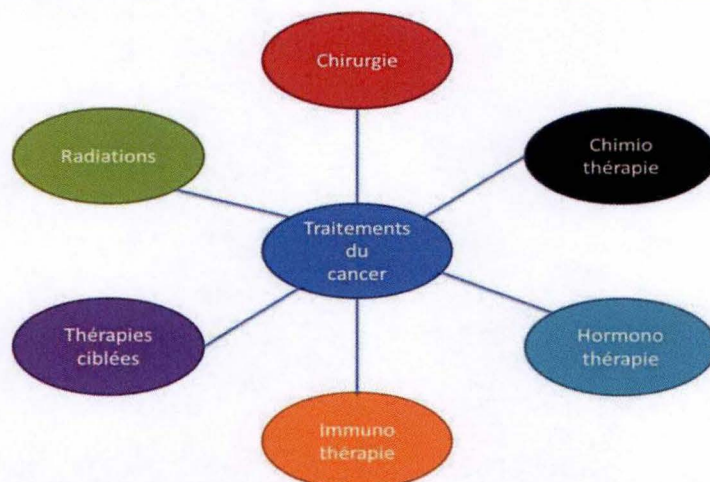 Chirurgie
Radiations
Chimio
thérapie
Traitements
du
cancer
Thérapies
ciblées
Hormono
thérapie
Immuno
thérapie